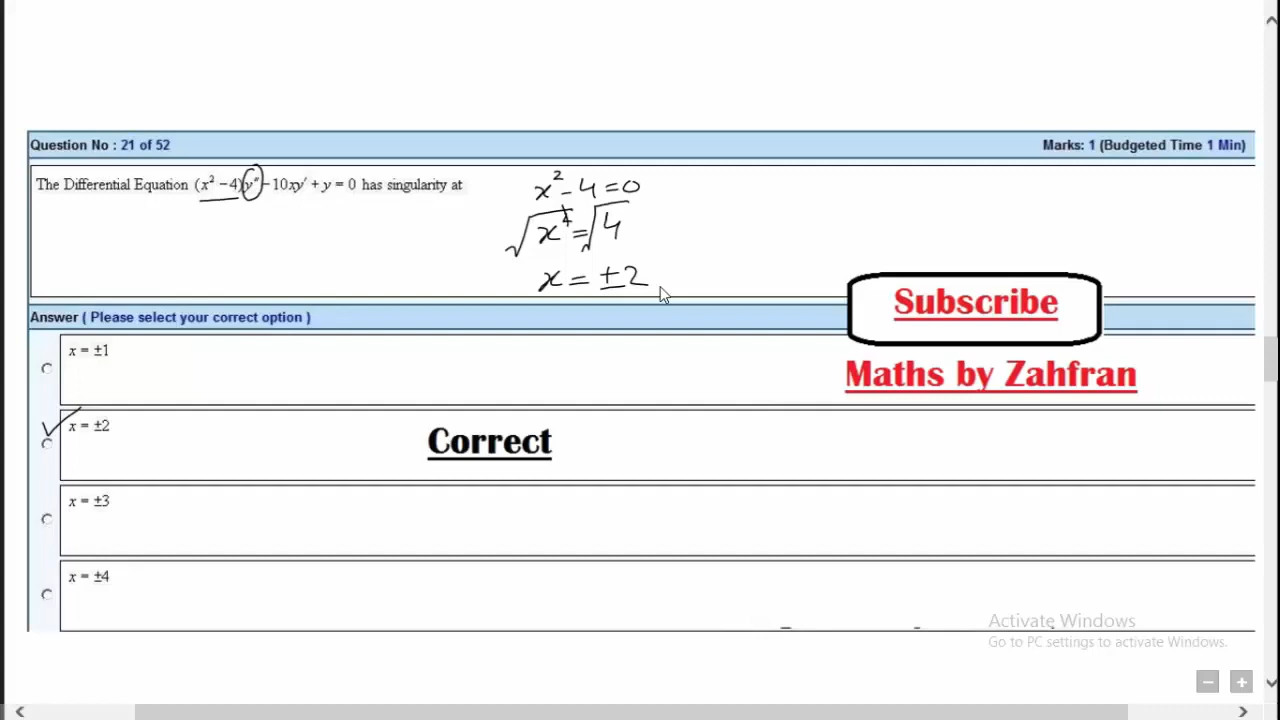 Question No : 21 of 52
Marks: 1 (Budgeted Time 1 Min)
The Differential Equation (x² −4)y″ −10xy′ + y = 0 has singularity at
x² - 4 = 0
√x² = √4
x = ±2
Answer ( Please select your correct option )
Subscribe
x = ±1
Maths by Zahfran
x = ±2
Correct
x = ±3
x = ±4
Activate Windows
Go to PC settings to activate Windows.